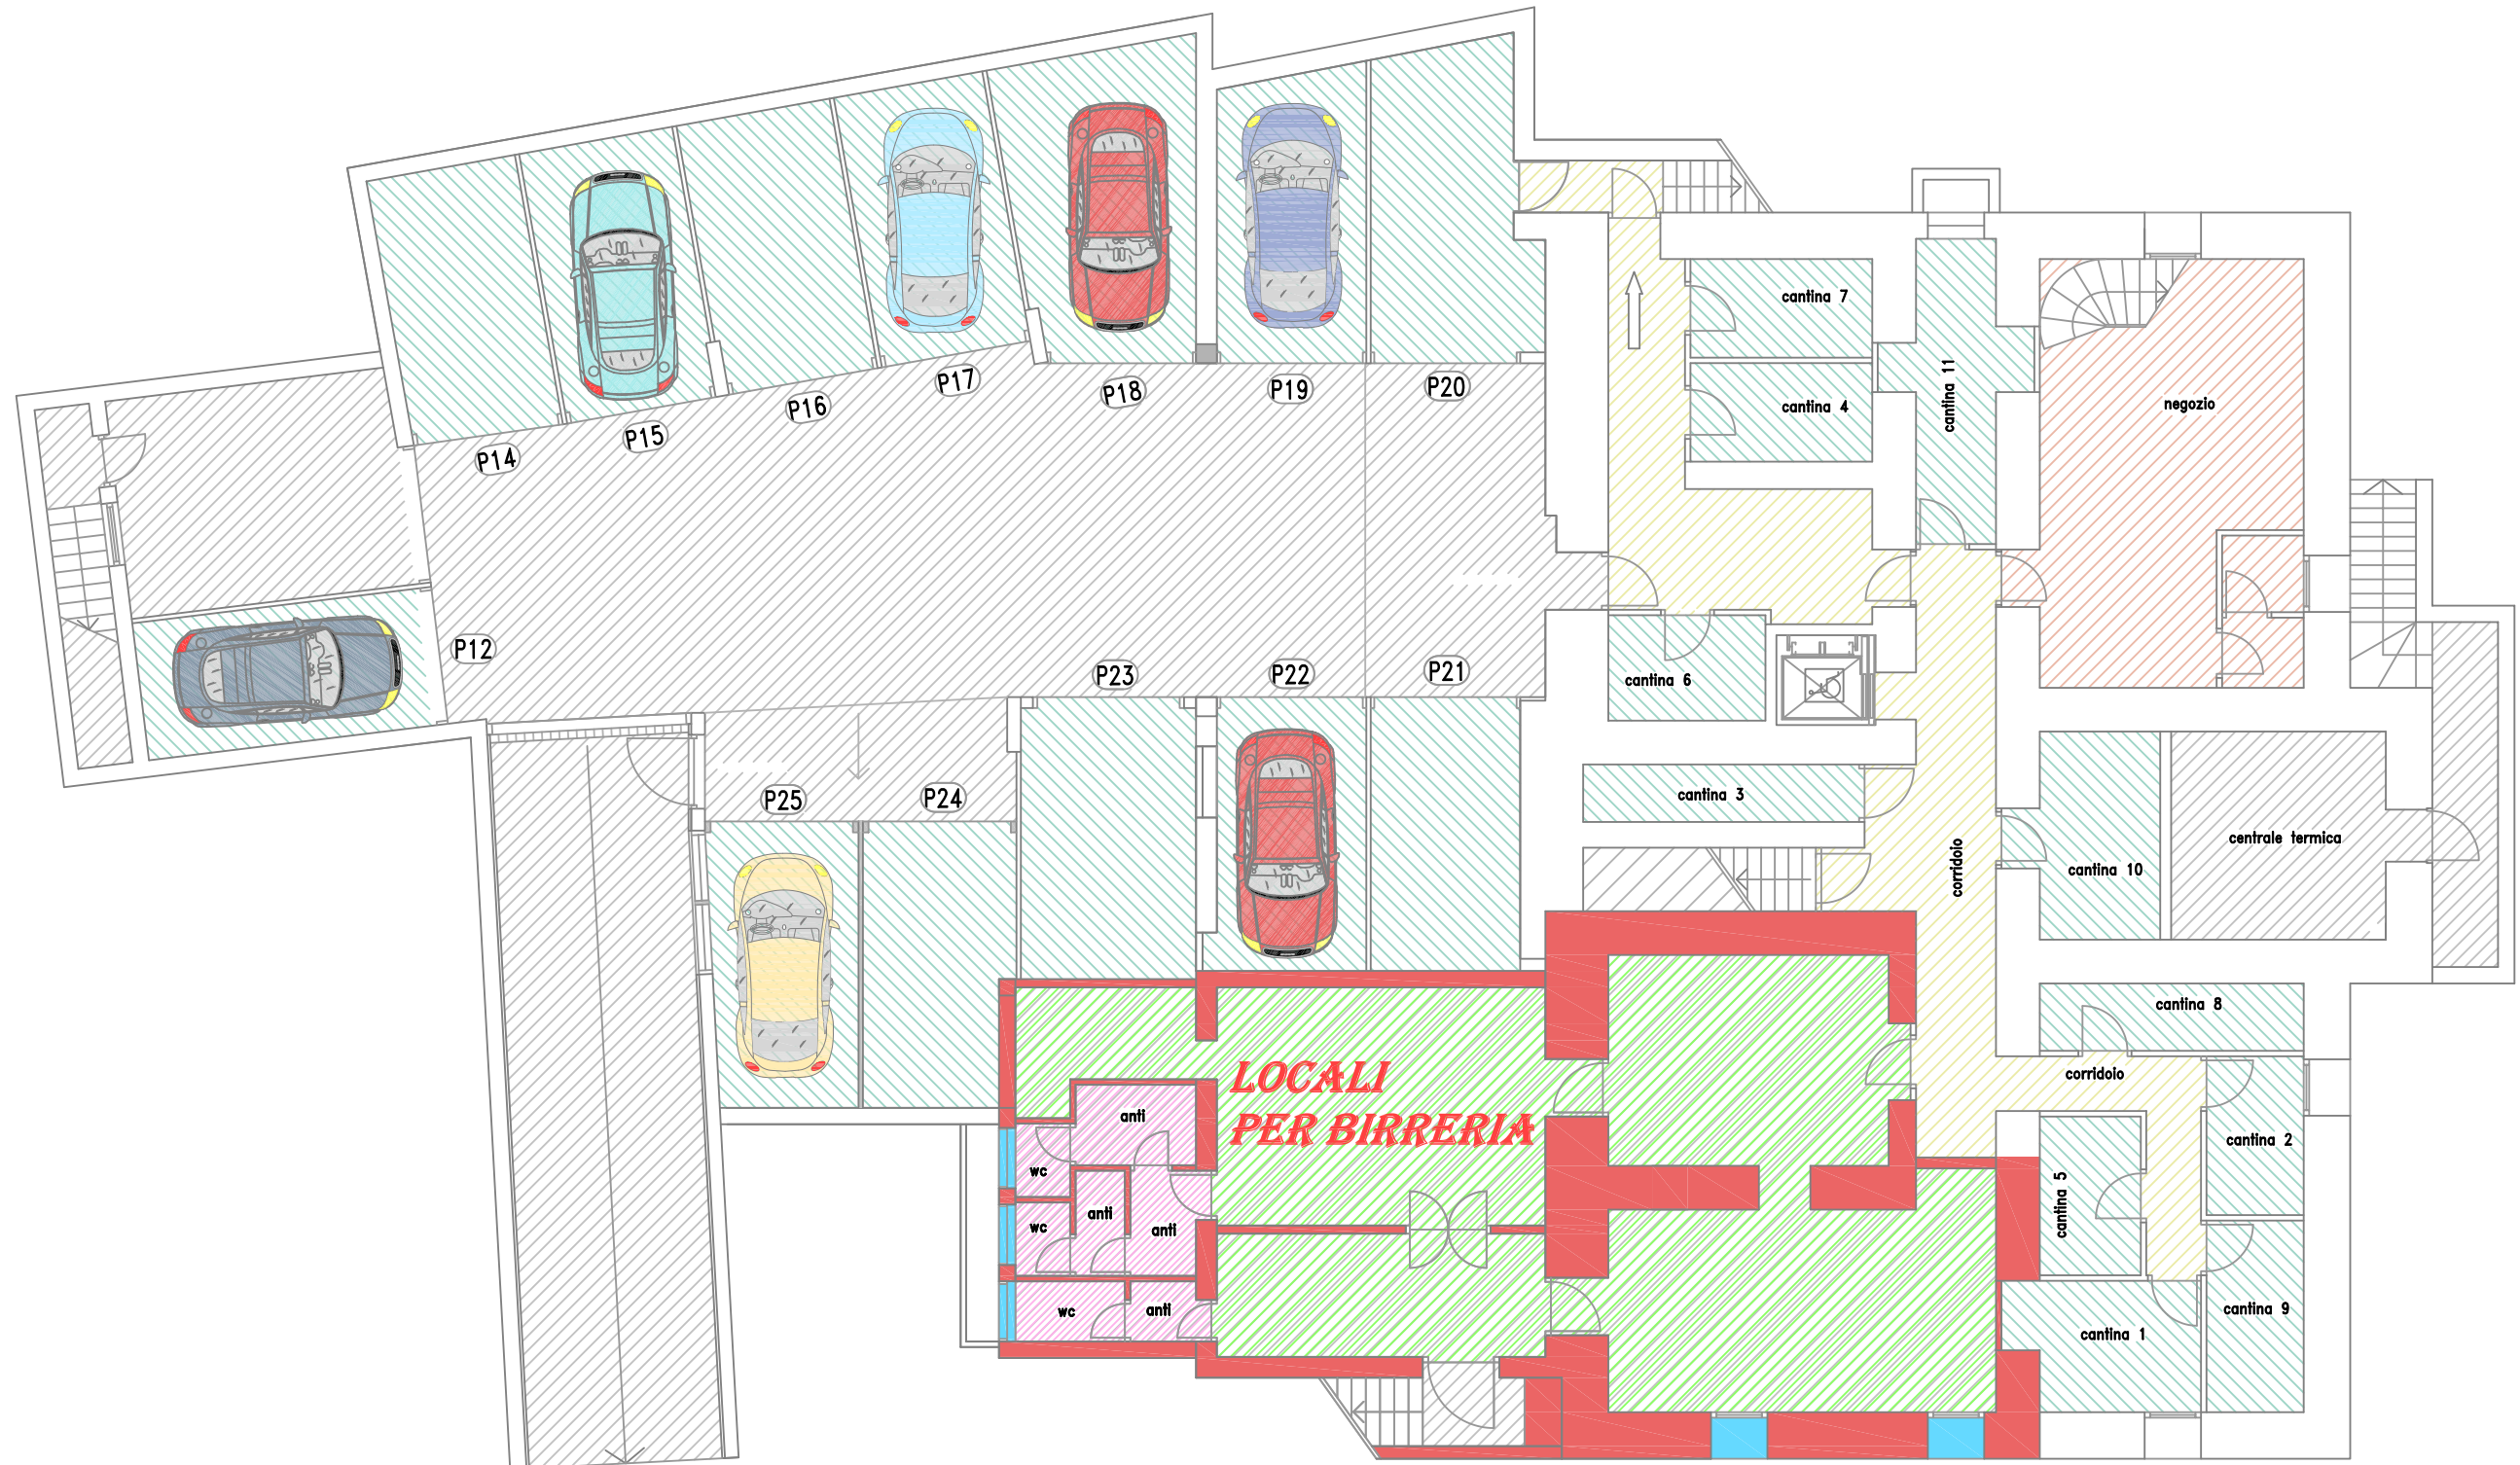 cantina 7
P17
P18
P19
P20
cantina 4
cantina 11
negozio
P16
P15
P14
P12
P23
P22
P21
cantina 6
P25
P24
cantina 3
corridoio
cantina 10
centrale termica
cantina 8
corridoio
LOCALI
PER BIRRERIA
anti
wc
anti
wc
anti
wc
anti
cantina 2
cantina 5
cantina 9
cantina 1